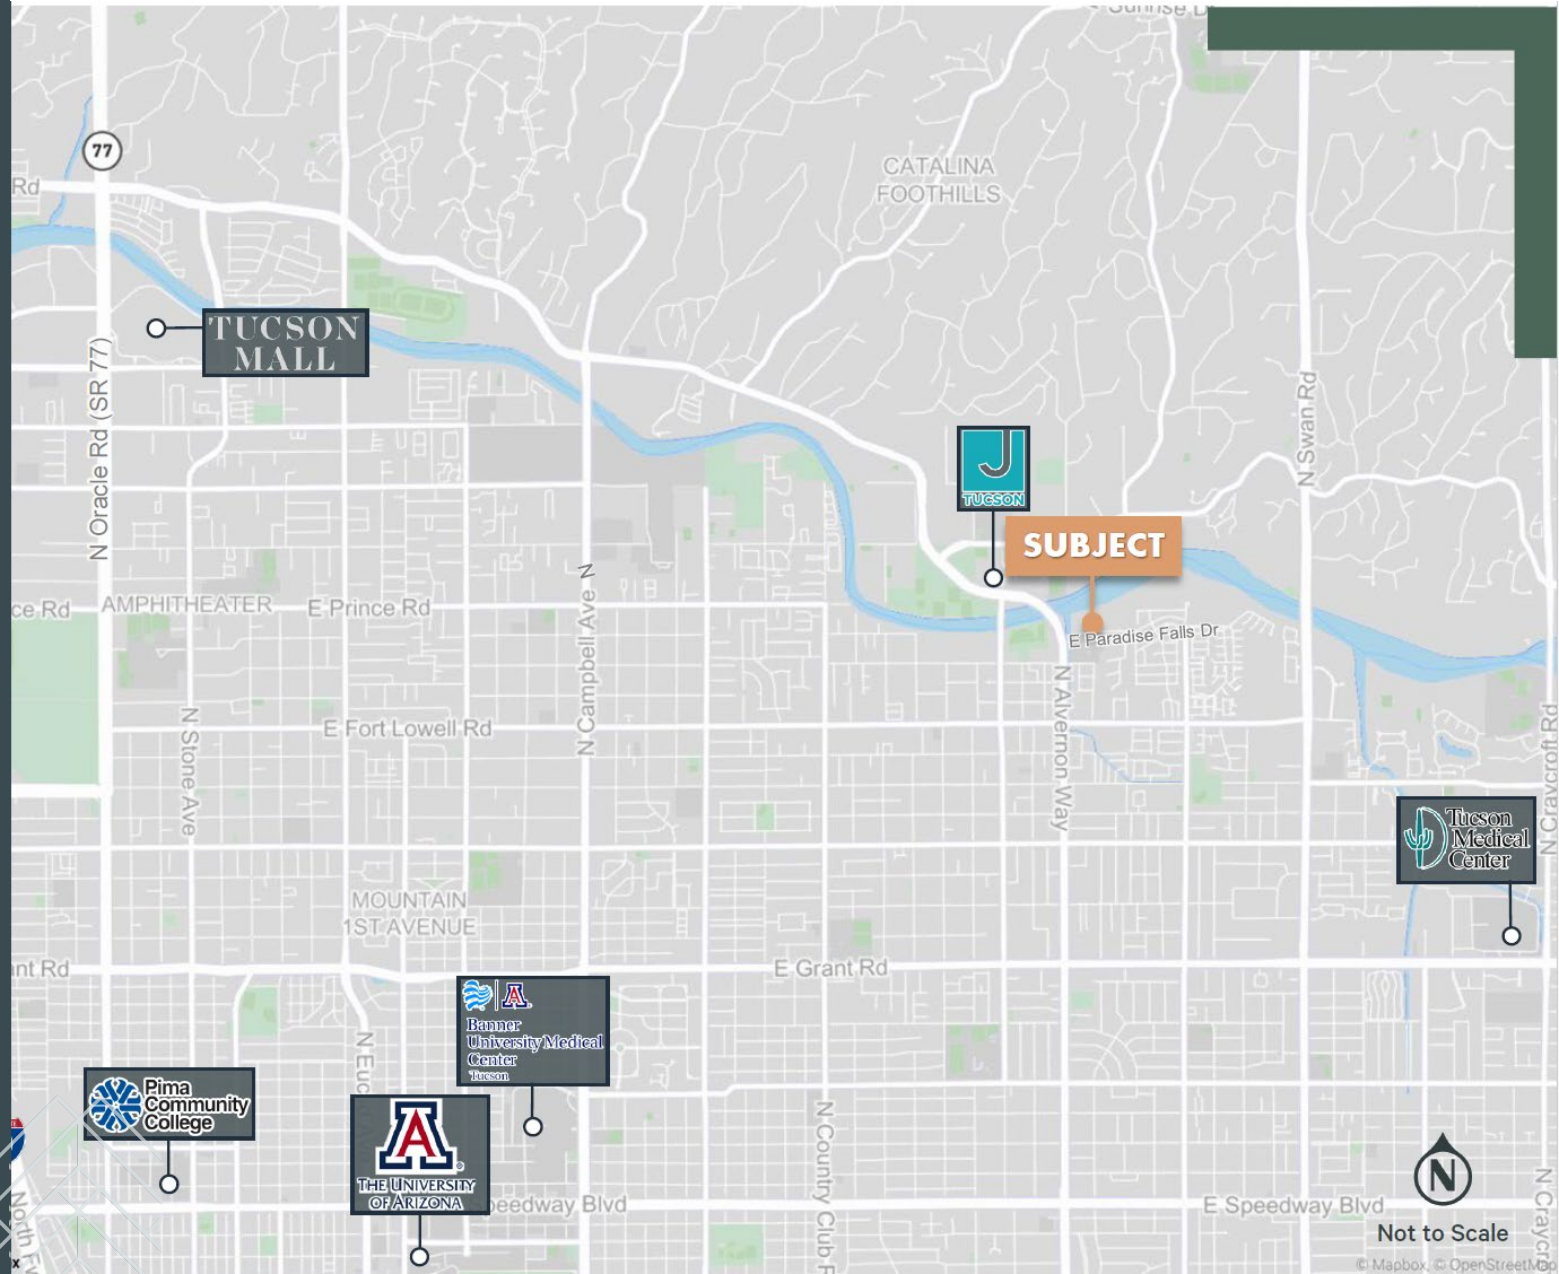 Sunrise D
77
Rd
CATALINA
FOOTHILLS
TUCSON
MALL
N Oracle Rd (SR 77)
N Swan Rd
J
TUCSON
SUBJECT
ce Rd
AMPHITHEATER
E Prince Rd
N Campbell Ave N
E Paradise Falls Dr
N Stone Ave
E Fort Lowell Rd
N Alvernon Way
N Craycroft Rd
Tucson
Medical
Center
MOUNTAIN
1ST AVENUE
nt Rd
E Grant Rd
A
Banner
University Medical
Center
Tucson
N Euc
Pima
Community
College
A
THE UNIVERSITY
OF ARIZONA
peedway Blvd
N Country Club R
E Speedway Blvd
N
Not to Scale
North F
N Craycro
x
© Mapbox, © OpenStreetMap